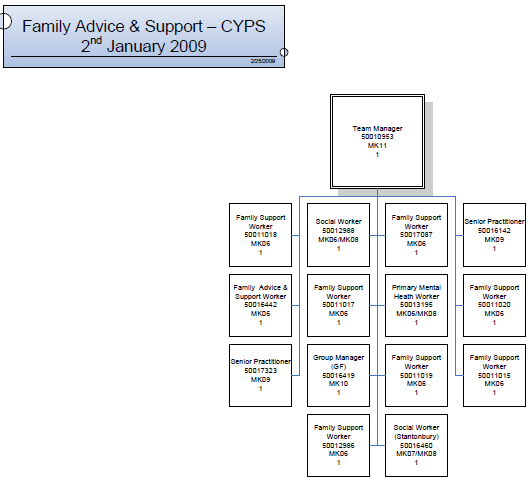 Family Advice & Support – CYPS
2nd January 2009
2/25/2009
Team Manager
50010953
MK11
1
Family Support
Worker
50011018
MK06
1
Social Worker
50012988
MK06/MK08
1
Family Support
Worker
50017087
MK06
1
Senior Practitioner
50016142
MK09
1
Family Advice &
Support Worker
50016442
MK06
1
Family Support
Worker
50011017
MK06
1
Primary Mental
Heath Worker
50013195
MK06/MK08
1
Family Support
Worker
50011020
MK06
1
Senior Practitioner
50017323
MK09
1
Group Manager
(GF)
50016419
MK10
1
Family Support
Worker
50011019
MK06
1
Family Support
Worker
50011015
MK06
1
Family Support
Worker
50012986
MK06
1
Social Worker
(Stantonbury)
50016460
MK07/MK08
1